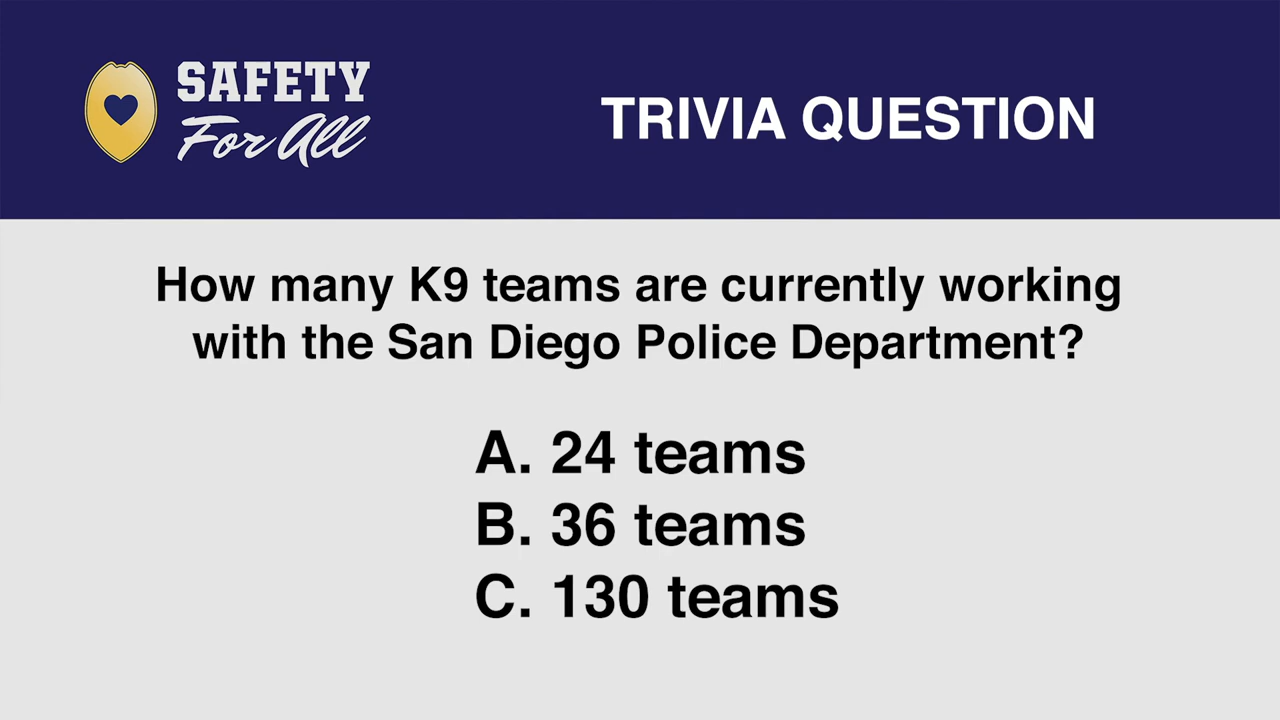 SAFETY
For All
TRIVIA QUESTION
How many K9 teams are currently working
with the San Diego Police Department?
A. 24 teams
B. 36 teams
C. 130 teams